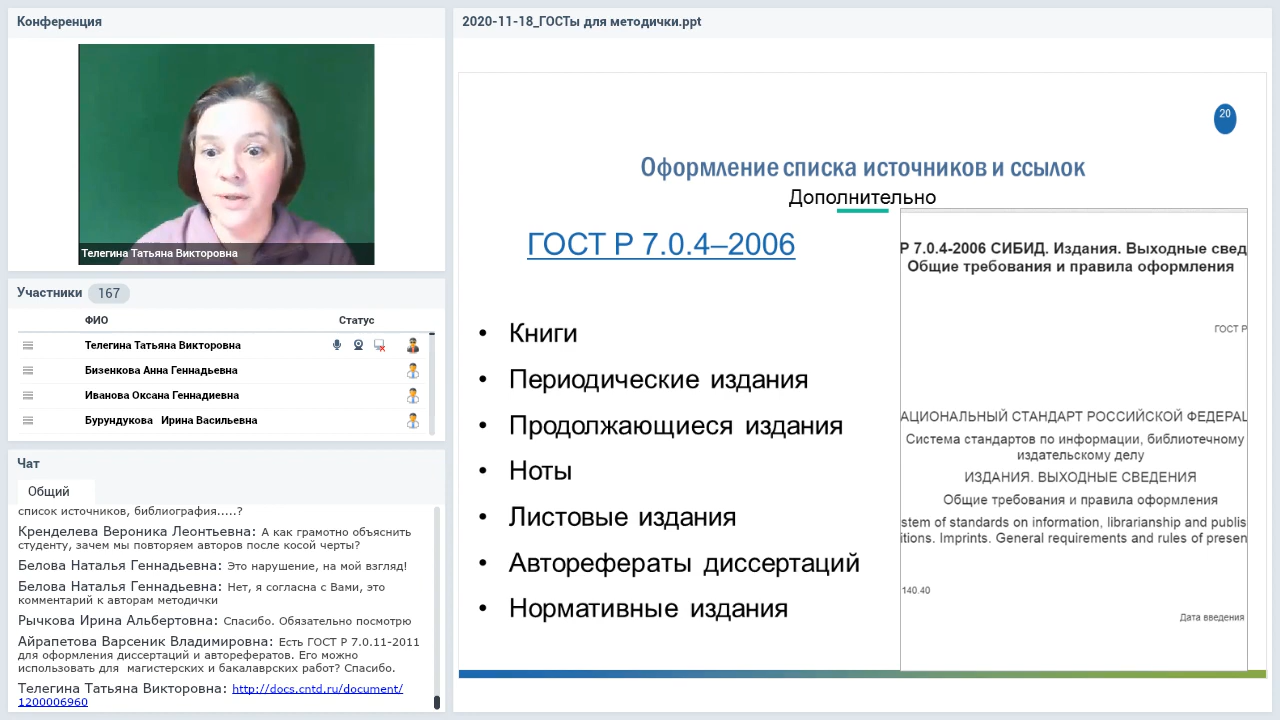 Конференция
Телегина Татьяна Викторовна
Участники 167
ФИО Статус
Телегина Татьяна Викторовна
Бизенкова Анна Геннадьевна
Иванова Оксана Геннадиевна
Бурундукова Ирина Васильевна
Чат
Общий
список источников, библиография.....?
Кренделева Вероника Леонтьевна: А как грамотно объяснить
студенту, зачем мы повторяем авторов после косой черты?
Белова Наталья Геннадьевна: Это нарушение, на мой взгляд!
Белова Наталья Геннадьевна: Нет, я согласна с Вами, это
комментарий к авторам методички
Рычкова Ирина Альбертовна: Спасибо. Обязательно посмотрю
Айрапетова Варсеник Владимировна: Есть ГОСТ Р 7.0.11-2011
для оформления диссертаций и авторефератов. Его можно
использовать для магистерских и бакалаврских работ? Спасибо.
Телегина Татьяна Викторовна: http://docs.cntd.ru/document/
1200006960
2020-11-18_ГОСТы для методички.ppt
20
Оформление списка источников и ссылок
Дополнительно
ГОСТ Р 7.0.4–2006
• Книги
• Периодические издания
• Продолжающиеся издания
• Ноты
• Листовые издания
• Авторефераты диссертаций
• Нормативные издания
Р 7.0.4-2006 СИБИД. Издания. Выходные свед
Общие требования и правила оформления
ГОСТ Р
АЦИОНАЛЬНЫЙ СТАНДАРТ РОССИЙСКОЙ ФЕДЕРАЦ
Система стандартов по информации, библиотечному
издательскому делу
ИЗДАНИЯ. ВЫХОДНЫЕ СВЕДЕНИЯ
Общие требования и правила оформления
stem of standards on information, librarianship and publis
itions. Imprints. General requirements and rules of presen
140.40
Дата введения